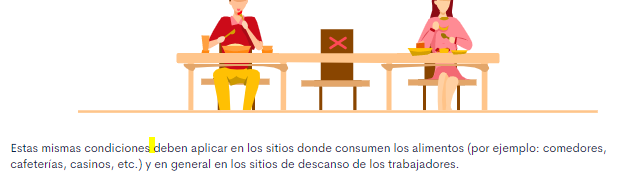 Estas mismas condiciones deben aplicar en los sitios donde consumen los alimentos (por ejemplo: comedores,
cafeterías, casinos, etc.) y en general en los sitios de descanso de los trabajadores.